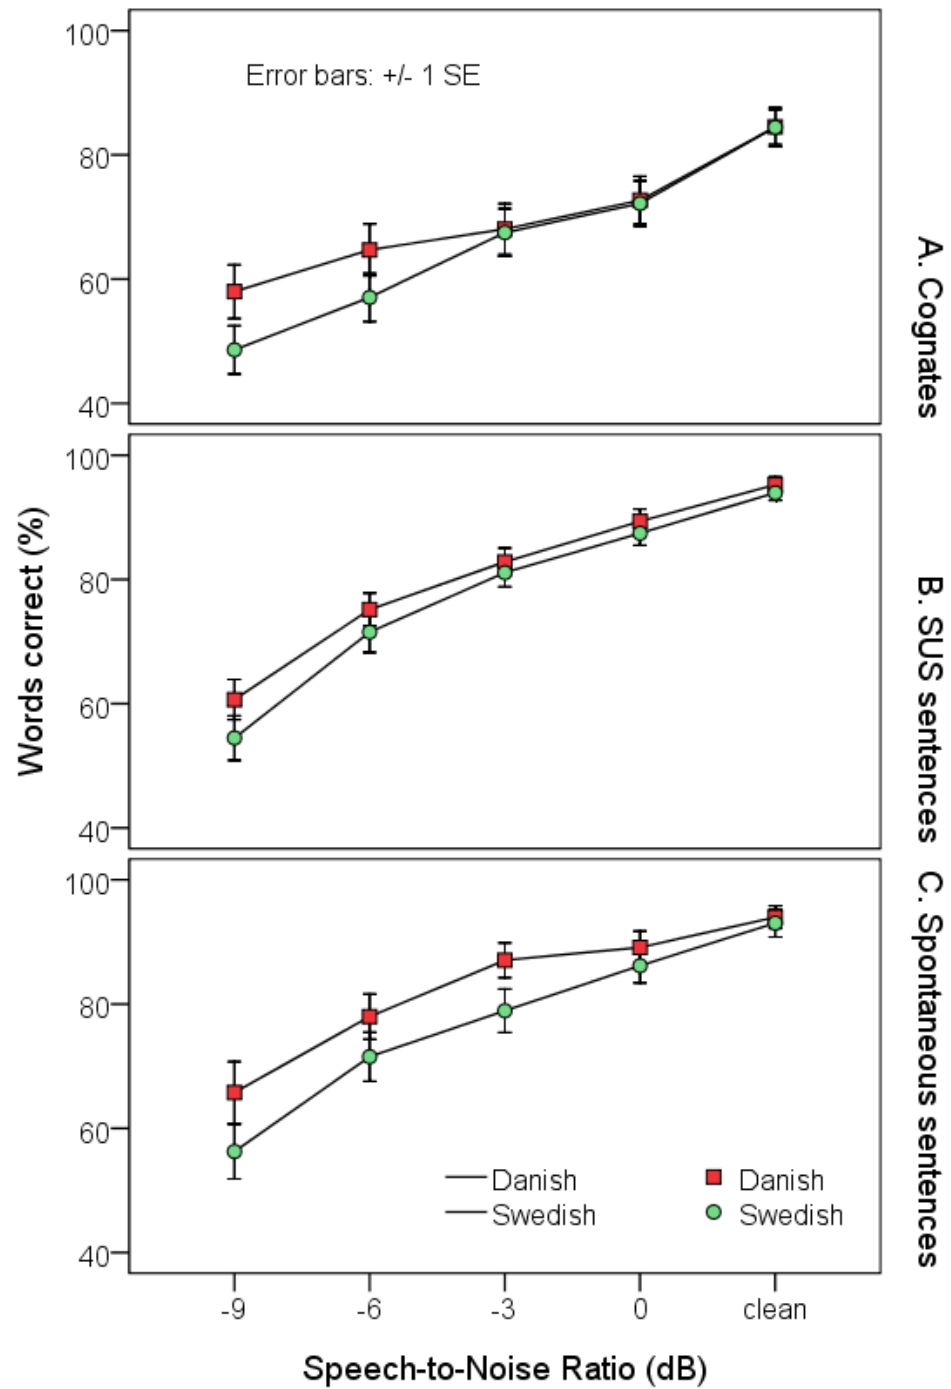 100
Error bars: +/- 1 SE
80
60
40
A. Cognates
100
80
60
40
B. SUS sentences
Words correct (%)
100
80
60
40
C. Spontaneous sentences
Danish Danish
Swedish Swedish
-9 -6 -3 0 clean
Speech-to-Noise Ratio (dB)